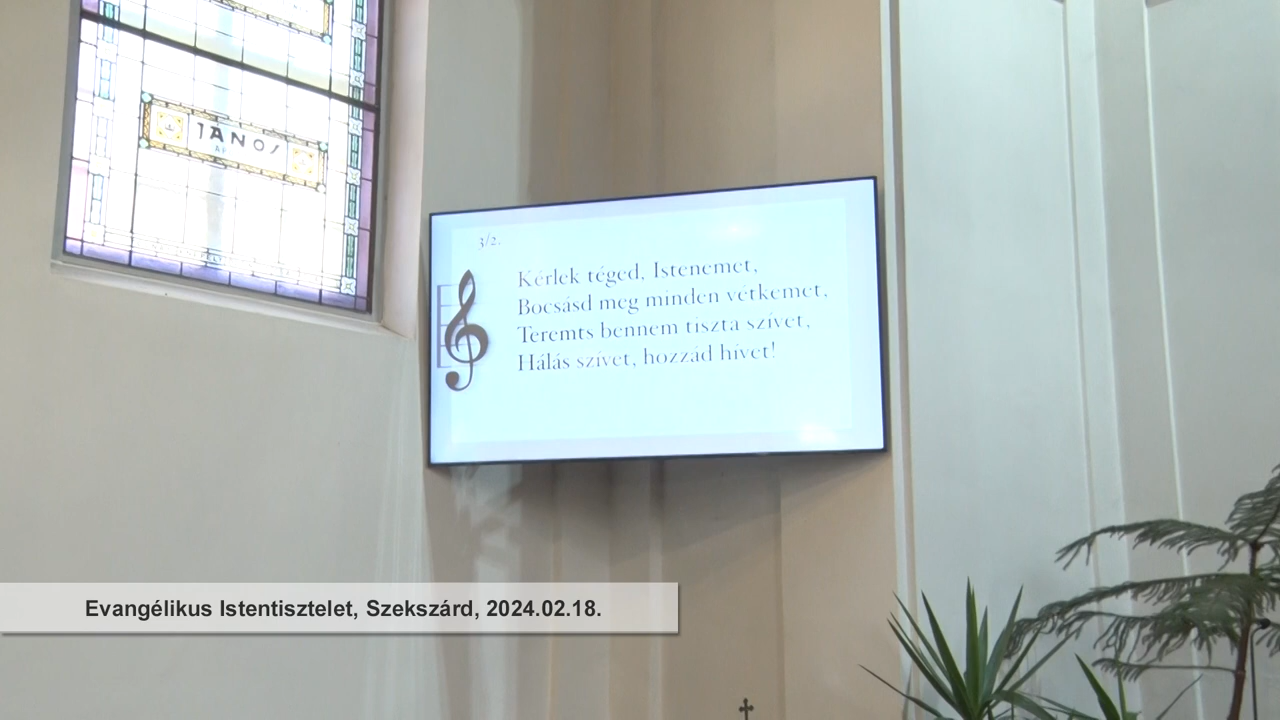 JÁNOS
3/2.
Kérlek téged, Istenemet,
Bocsásd meg minden vétkemet,
Teremts bennem tiszta szívet,
Hálás szívet, hozzád hívet!
Evangélikus Istentisztelet, Szekszárd, 2024.02.18.